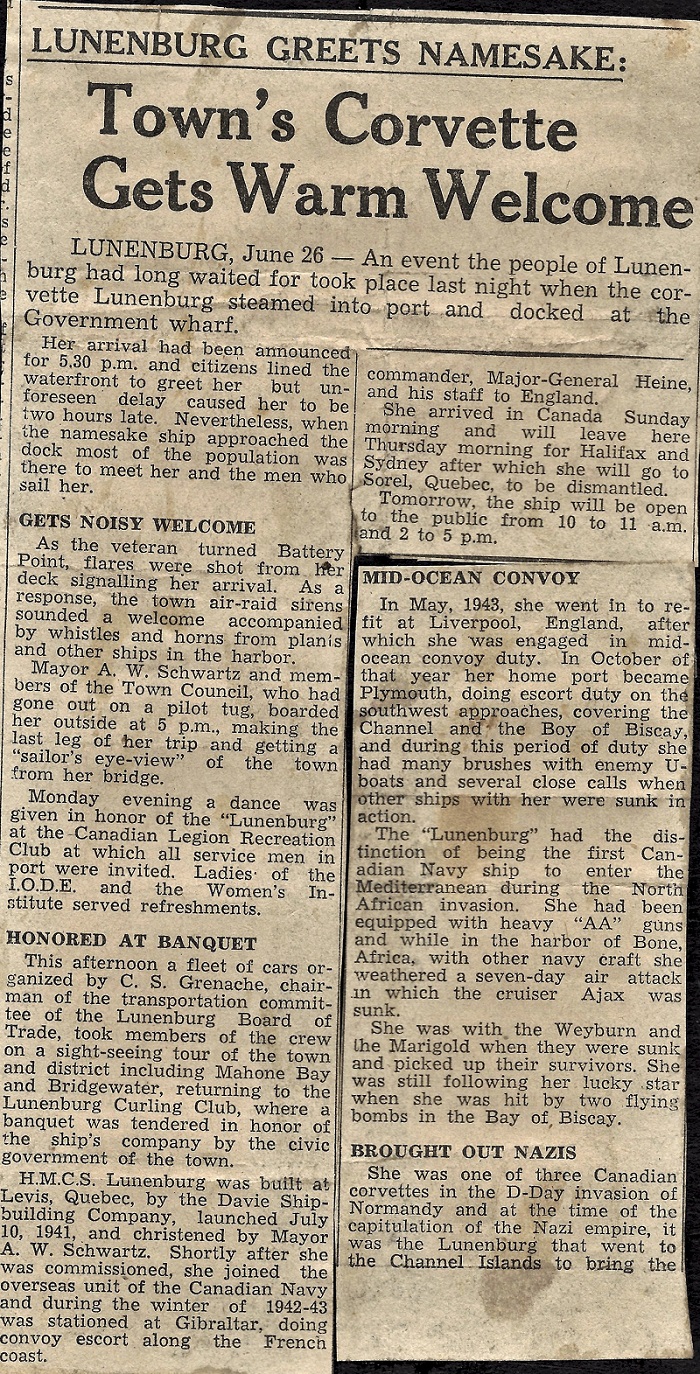 LUNENBURG GREETS NAMESAKE:
Town's Corvette
Gets Warm Welcome
LUNENBURG, June 26 — An event the people of Lunen-
burg had long waited for took place last night when the cor-
vette Lunenburg steamed into port and docked at the
Government wharf.
Her arrival had been announced
for 5.30 p.m. and citizens lined the
waterfront to greet her but un-
foreseen delay caused her to be
two hours late. Nevertheless, when
the namesake ship approached the
dock most of the population was
there to meet her and the men who
sail her.
GETS NOISY WELCOME
As the veteran turned Battery
Point, flares were shot from her
deck signalling her arrival. As a
response, the town air-raid sirens
sounded a welcome accompanied
by whistles and horns from plants
and other ships in the harbor.
Mayor A. W. Schwartz and mem-
bers of the Town Council, who had
gone out on a pilot tug, boarded
her outside at 5 p.m., making the
last leg of her trip and getting a
"sailor's eye-view" of the town
from her bridge.
Monday evening a dance was
given in honor of the "Lunenburg"
at the Canadian Legion Recreation
Club at which all service men in
port were invited. Ladies of the
I.O.D.E. and the Women's In-
stitute served refreshments.
HONORED AT BANQUET
This afternoon a fleet of cars or-
ganized by C. S. Grenache, chair-
man of the transportation commit-
tee of the Lunenburg Board of
Trade, took members of the crew
on a sight-seeing tour of the town
and district including Mahone Bay
and Bridgewater, returning to the
Lunenburg Curling Club, where a
banquet was tendered in honor of
the ship's company by the civic
government of the town.
H.M.C.S. Lunenburg was built at
Levis, Quebec, by the Davie Ship-
building Company, launched July
10, 1941, and christened by Mayor
A. W. Schwartz. Shortly after she
was commissioned, she joined the
overseas unit of the Canadian Navy
and during the winter of 1942-43
was stationed at Gibraltar, doing
convoy escort along the French
coast.
commander, Major-General Heine,
and his staff to England.
She arrived in Canada Sunday
morning and will leave here
Thursday morning for Halifax and
Sydney after which she will go to
Sorel, Quebec, to be dismantled.
Tomorrow, the ship will be open
to the public from 10 to 11 a.m.
and 2 to 5 p.m.
MID-OCEAN CONVOY
In May, 1943, she went in to re-
fit at Liverpool, England, after
which she was engaged in mid-
ocean convoy duty. In October of
that year her home port became
Plymouth, doing escort duty on the
southwest approaches, covering the
Channel and the Boy of Biscay,
and during this period of duty she
had many brushes with enemy U-
boats and several close calls when
other ships with her were sunk in
action.
The "Lunenburg" had the dis-
tinction of being the first Can-
adian Navy ship to enter the
Mediterranean during the North
African invasion. She had been
equipped with heavy "AA" guns
and while in the harbor of Bone,
Africa, with other navy craft she
weathered a seven-day air attack
in which the cruiser Ajax was
sunk.
She was with the Weyburn and
the Marigold when they were sunk
and picked up their survivors. She
was still following her lucky star
when she was hit by two flying
bombs in the Bay of Biscay.
BROUGHT OUT NAZIS
She was one of three Canadian
corvettes in the D-Day invasion of
Normandy and at the time of the
capitulation of the Nazi empire, it
was the Lunenburg that went to
the Channel Islands to bring the